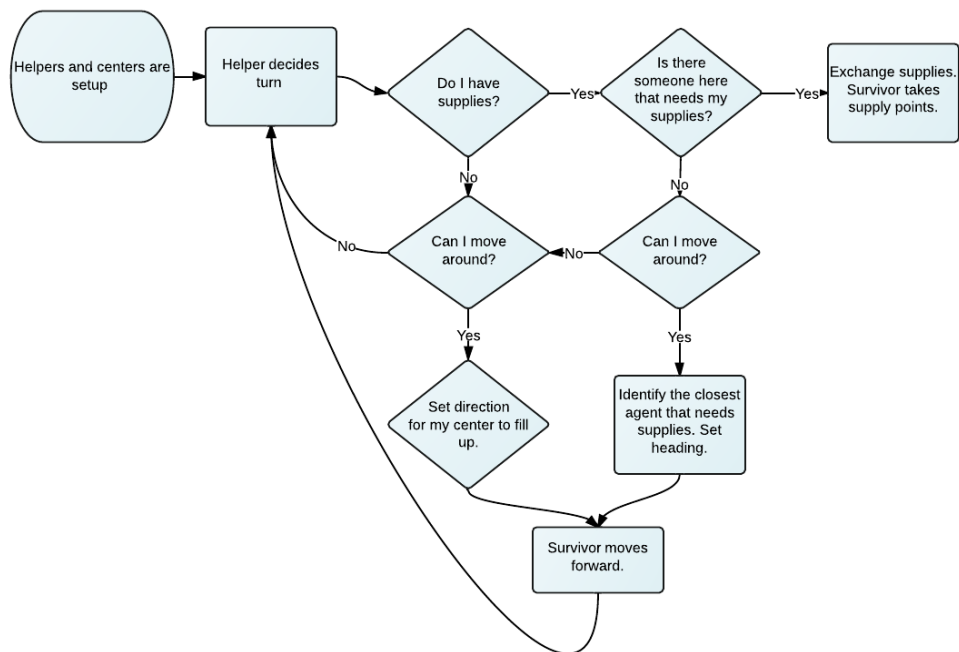 Helpers and centers are
setup
Helper decides
turn
Do I have
supplies?
Yes
Is there
someone here
that needs my
supplies?
Yes
Exchange supplies.
Survivor takes
supply points.
No
No
Can I move
around?
No
Can I move
around?
No
Yes
Yes
Set direction
for my center to fill
up.
Identify the closest
agent that needs
supplies. Set
heading.
Survivor moves
forward.